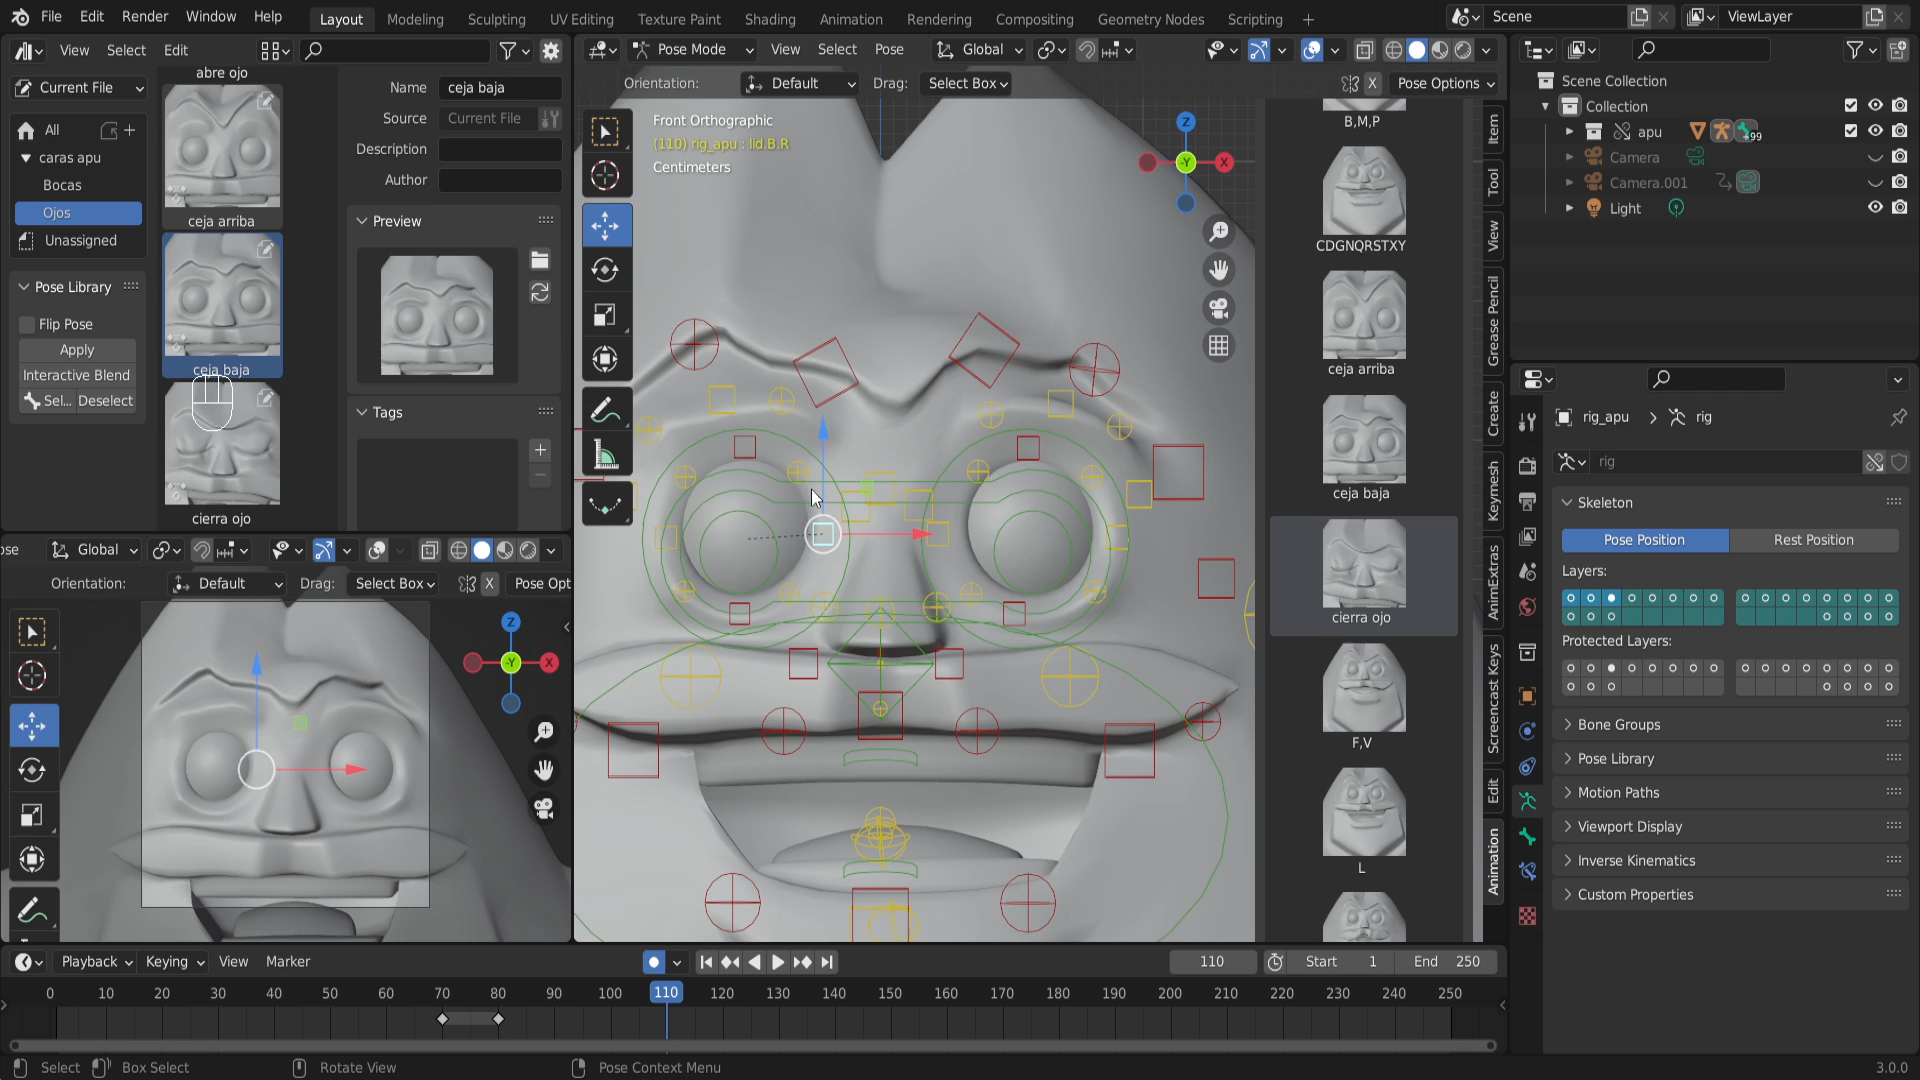 File Edit Render Window Help
Layout Modeling Sculpting UV Editing Texture Paint Shading Animation Rendering Compositing Geometry Nodes Scripting +
Scene
ViewLayer
View Select Edit
Current File
All
caras apu
Bocas
Ojos
Unassigned
Pose Library
Flip Pose
Apply
Interactive Blend
Sel... Deselect
abre ojo
ceja arriba
ceja baja
cierra ojo
Name ceja baja
Source Current File
Description
Author
Preview
Tags
Pose Mode View Select Pose Global
Orientation: Default Drag: Select Box
X Pose Options
Front Orthographic
(110) rig_apu : lid.B.R
Centimeters
Z
-Y
X
B,M,P
CDGNQRSTXY
ceja arriba
ceja baja
cierra ojo
F,V
L
Item
Tool
View
Grease Pencil
Create
Keymesh
AnimExtras
Screencast Keys
Edit
Animation
Scene Collection
Collection
apu 99
Camera
Camera.001
Light
rig_apu > rig
rig
Skeleton
Pose Position Rest Position
Layers:
Protected Layers:
Bone Groups
Pose Library
Motion Paths
Viewport Display
Inverse Kinematics
Custom Properties
ose Global
Orientation: Default Drag: Select Box X Pose Opt
Z
-Y
X
Playback Keying View Marker
110 Start 1 End 250
0 10 20 30 40 50 60 70 80 90 100 110 120 130 140 150 160 170 180 190 200 210 220 230 240 250
Select Box Select Rotate View Pose Context Menu 3.0.0